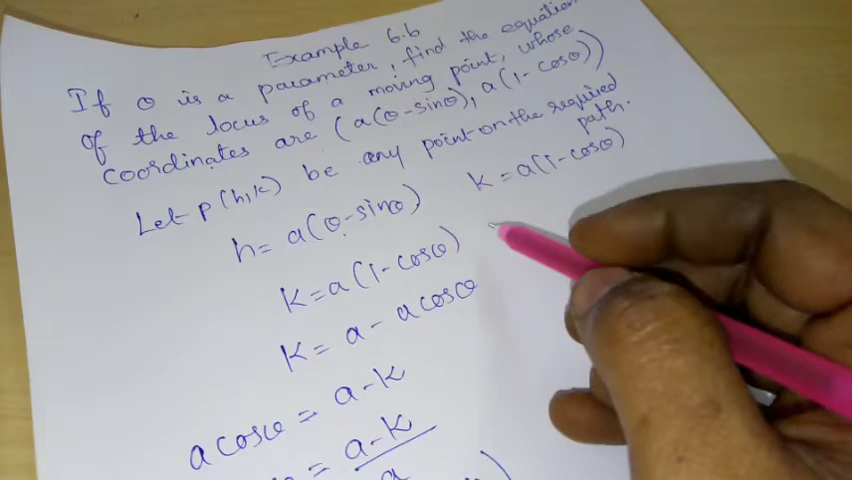 Example 6.6
If θ is a parameter, find the equation
of the locus of a moving point, whose
coordinates are (a(θ-sinθ), a(1-cosθ))
Let P(h,k) be any point on the required
path.
h = a(θ-sinθ) k = a(1-cosθ)
k = a(1-cosθ)
k = a - a cosθ
a cosθ = a-k
= a-k
a